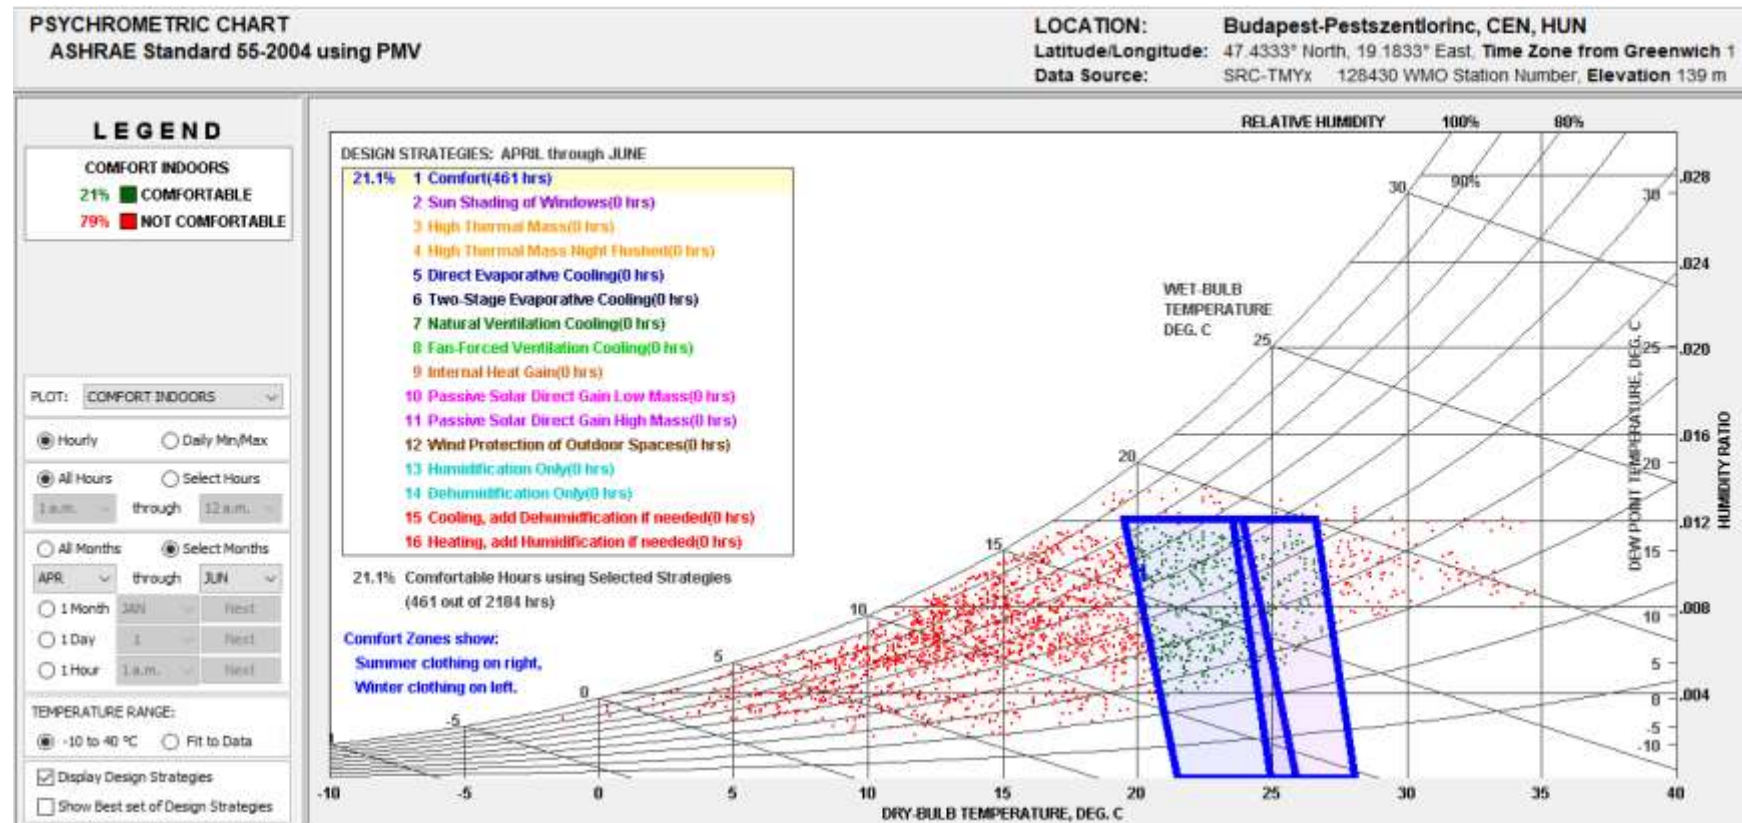 PSYCHROMETRIC CHART
ASHRAE Standard 55-2004 using PMV
LOCATION: Budapest-Pestszentlorinc, CEN, HUN
Latitude/Longitude: 47.4333° North, 19.1833° East, Time Zone from Greenwich 1
Data Source: SRC-TMYx 128430 WMO Station Number, Elevation 139 m
LEGEND
COMFORT INDOORS
21% COMFORTABLE
79% NOT COMFORTABLE
PLOT: COMFORT INDOORS
Hourly Daily Min/Max
All Hours Select Hours
1 a.m. through 12 a.m.
All Months Select Months
APR through JUN
1 Month JAN Next
1 Day 1 Next
1 Hour 1 a.m. Next
TEMPERATURE RANGE:
-10 to 40 °C Fit to Data
Display Design Strategies
Show Best set of Design Strategies
DESIGN STRATEGIES: APRIL through JUNE
21.1% 1 Comfort(461 hrs)
2 Sun Shading of Windows(0 hrs)
3 High Thermal Mass(0 hrs)
4 High Thermal Mass Night Flushed(0 hrs)
5 Direct Evaporative Cooling(0 hrs)
6 Two-Stage Evaporative Cooling(0 hrs)
7 Natural Ventilation Cooling(0 hrs)
8 Fan-Forced Ventilation Cooling(0 hrs)
9 Internal Heat Gain(0 hrs)
10 Passive Solar Direct Gain Low Mass(0 hrs)
11 Passive Solar Direct Gain High Mass(0 hrs)
12 Wind Protection of Outdoor Spaces(0 hrs)
13 Humidification Only(0 hrs)
14 Dehumidification Only(0 hrs)
15 Cooling, add Dehumidification if needed(0 hrs)
16 Heating, add Humidification if needed(0 hrs)
21.1% Comfortable Hours using Selected Strategies
(461 out of 2184 hrs)
Comfort Zones show:
Summer clothing on right,
Winter clothing on left.
RELATIVE HUMIDITY 100% 80%
90%
WET-BULB
TEMPERATURE
DEG. C
-5
0
5
10
15
20
25
30
DEW POINT TEMPERATURE, DEG. C
30
25
20
15
10
5
0
-5
-10
.028
.024
.020
.016
.012
.008
.004
HUMIDITY RATIO
-10 -5 0 5 10 15 20 25 30 35 40
DRY-BULB TEMPERATURE, DEG. C